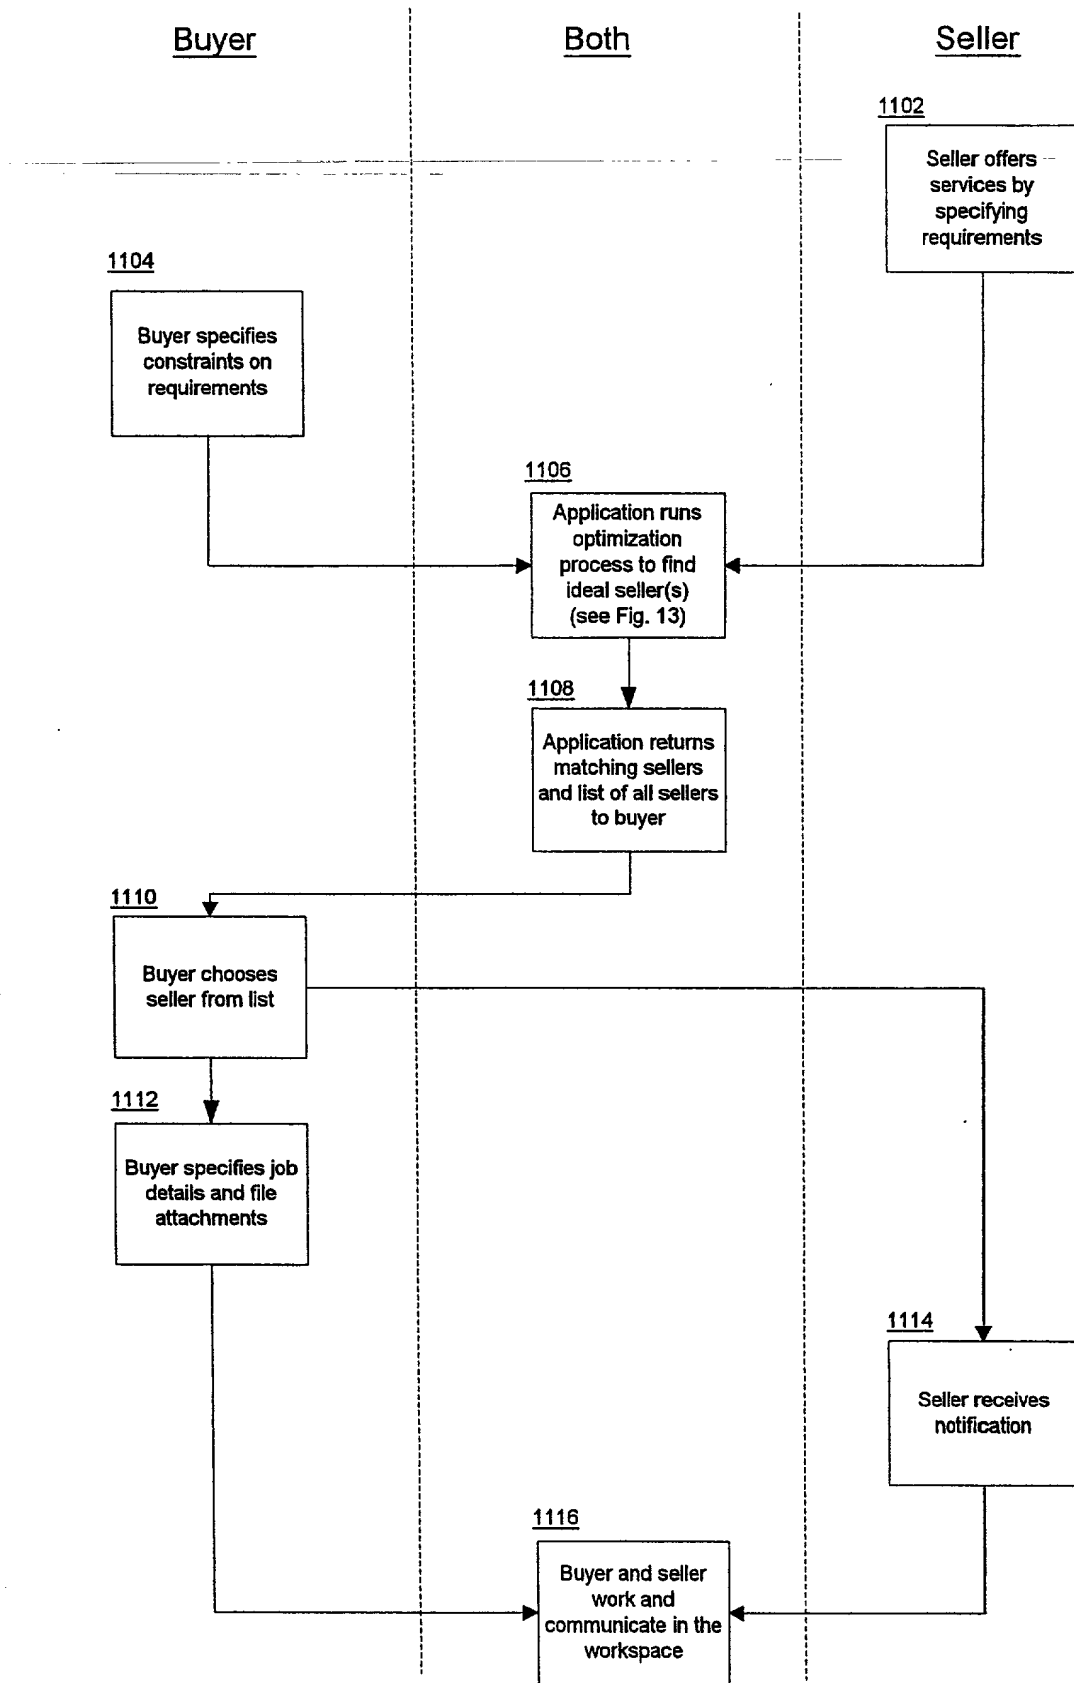 Buyer
Both
Seller
1102
Seller offers
services by
specifying
requirements
1104
Buyer specifies
constraints on
requirements
1106
Application runs
optimization
process to find
ideal seller(s)
(see Fig. 13)
1108
Application returns
matching sellers
and list of all sellers
to buyer
1110
Buyer chooses
seller from list
1112
Buyer specifies job
details and file
attachments
1114
Seller receives
notification
1116
Buyer and seller
work and
communicate in the
workspace